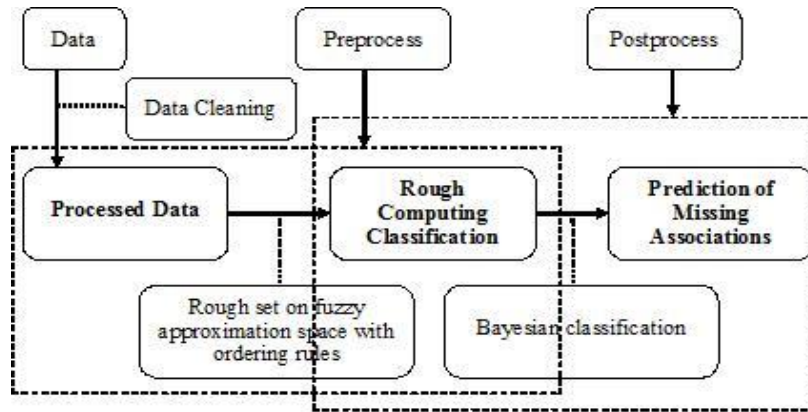 Data
Preprocess
Postprocess
Data Cleaning
Processed Data
Rough
Computing
Classification
Prediction of
Missing
Associations
Rough set on fuzzy
approximation space with
ordering rules
Bayesian classification